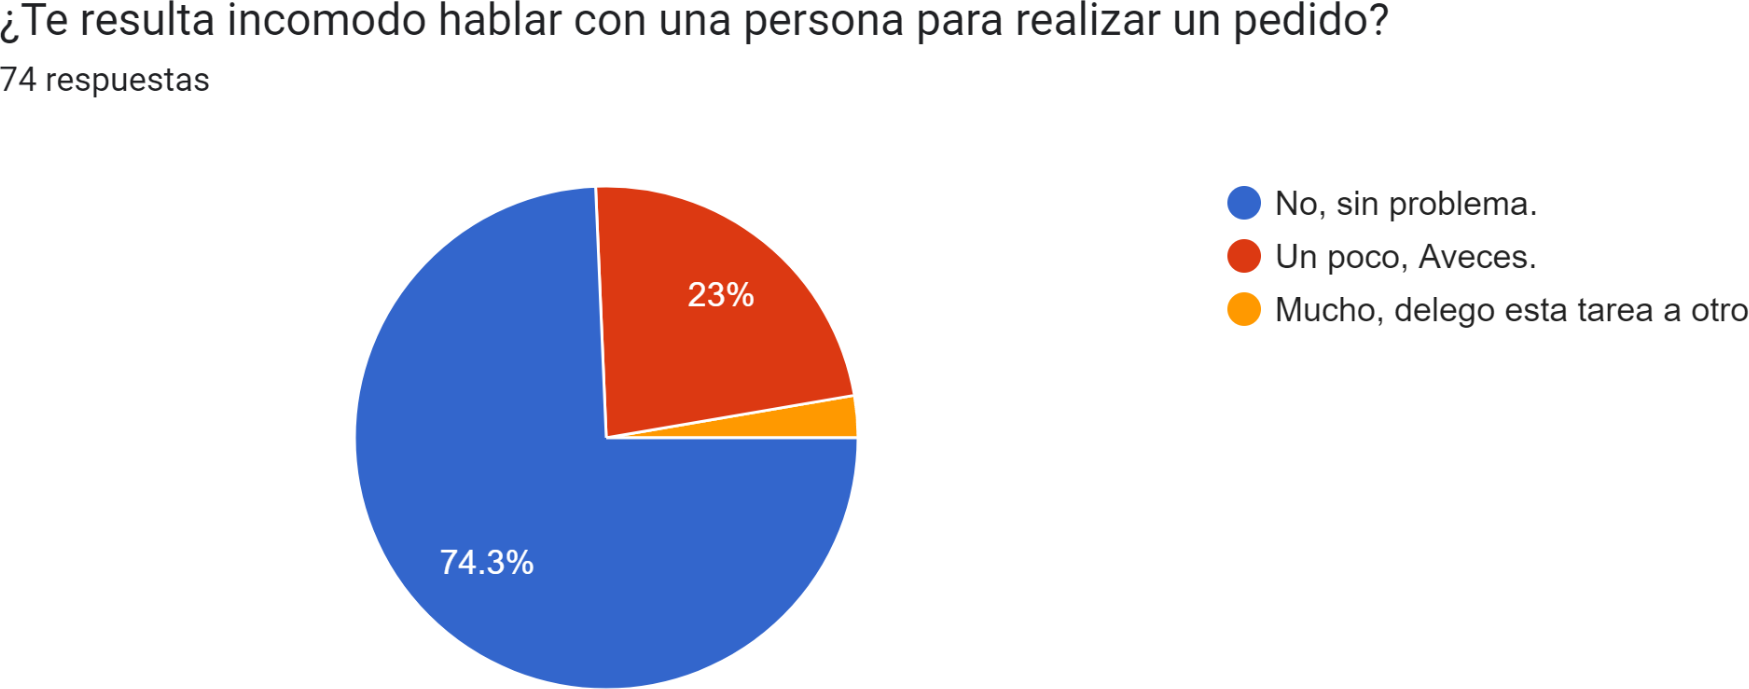 ¿Te resulta incomodo hablar con una persona para realizar un pedido?
74 respuestas
No, sin problema.
Un poco, Aveces.
Mucho, delego esta tarea a otro
23%
74.3%